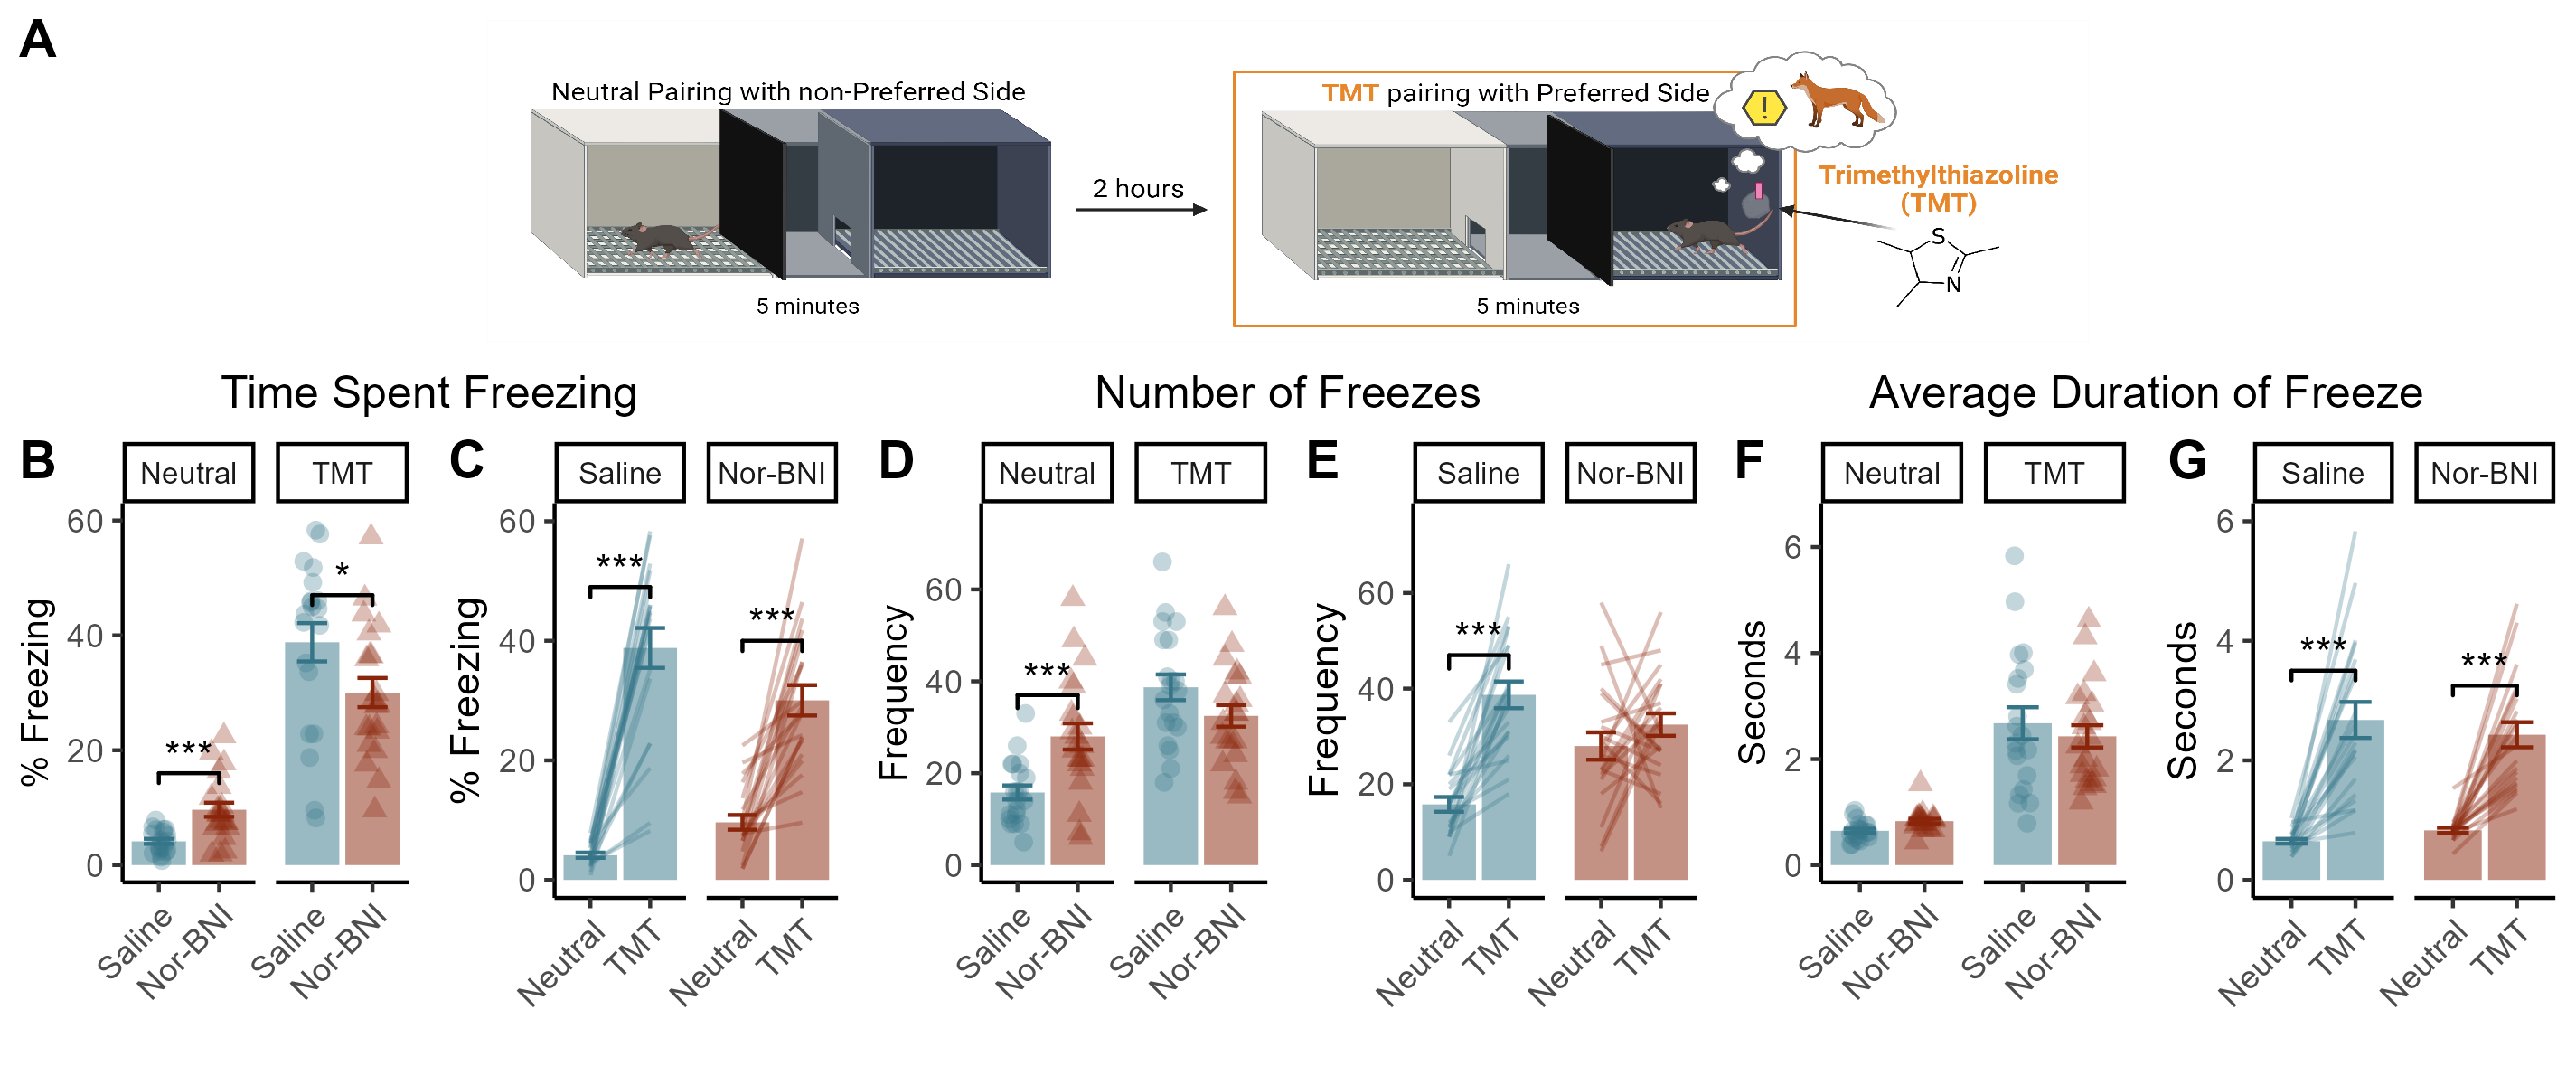 A
Neutral Pairing with non-Preferred Side
5 minutes
2 hours
TMT pairing with Preferred Side
!
5 minutes
Trimethylthiazoline
(TMT)
S
N
Time Spent Freezing
Number of Freezes
Average Duration of Freeze
B
Neutral
TMT
% Freezing
60
40
20
0
***
*
Saline
Nor-BNI
Saline
Nor-BNI
C
Saline
Nor-BNI
% Freezing
60
40
20
0
***
***
Neutral
TMT
Neutral
TMT
D
Neutral
TMT
Frequency
60
40
20
0
***
Saline
Nor-BNI
Saline
Nor-BNI
E
Saline
Nor-BNI
Frequency
60
40
20
0
***
Neutral
TMT
Neutral
TMT
F
Neutral
TMT
Seconds
6
4
2
0
Saline
Nor-BNI
Saline
Nor-BNI
G
Saline
Nor-BNI
Seconds
6
4
2
0
***
***
Neutral
TMT
Neutral
TMT